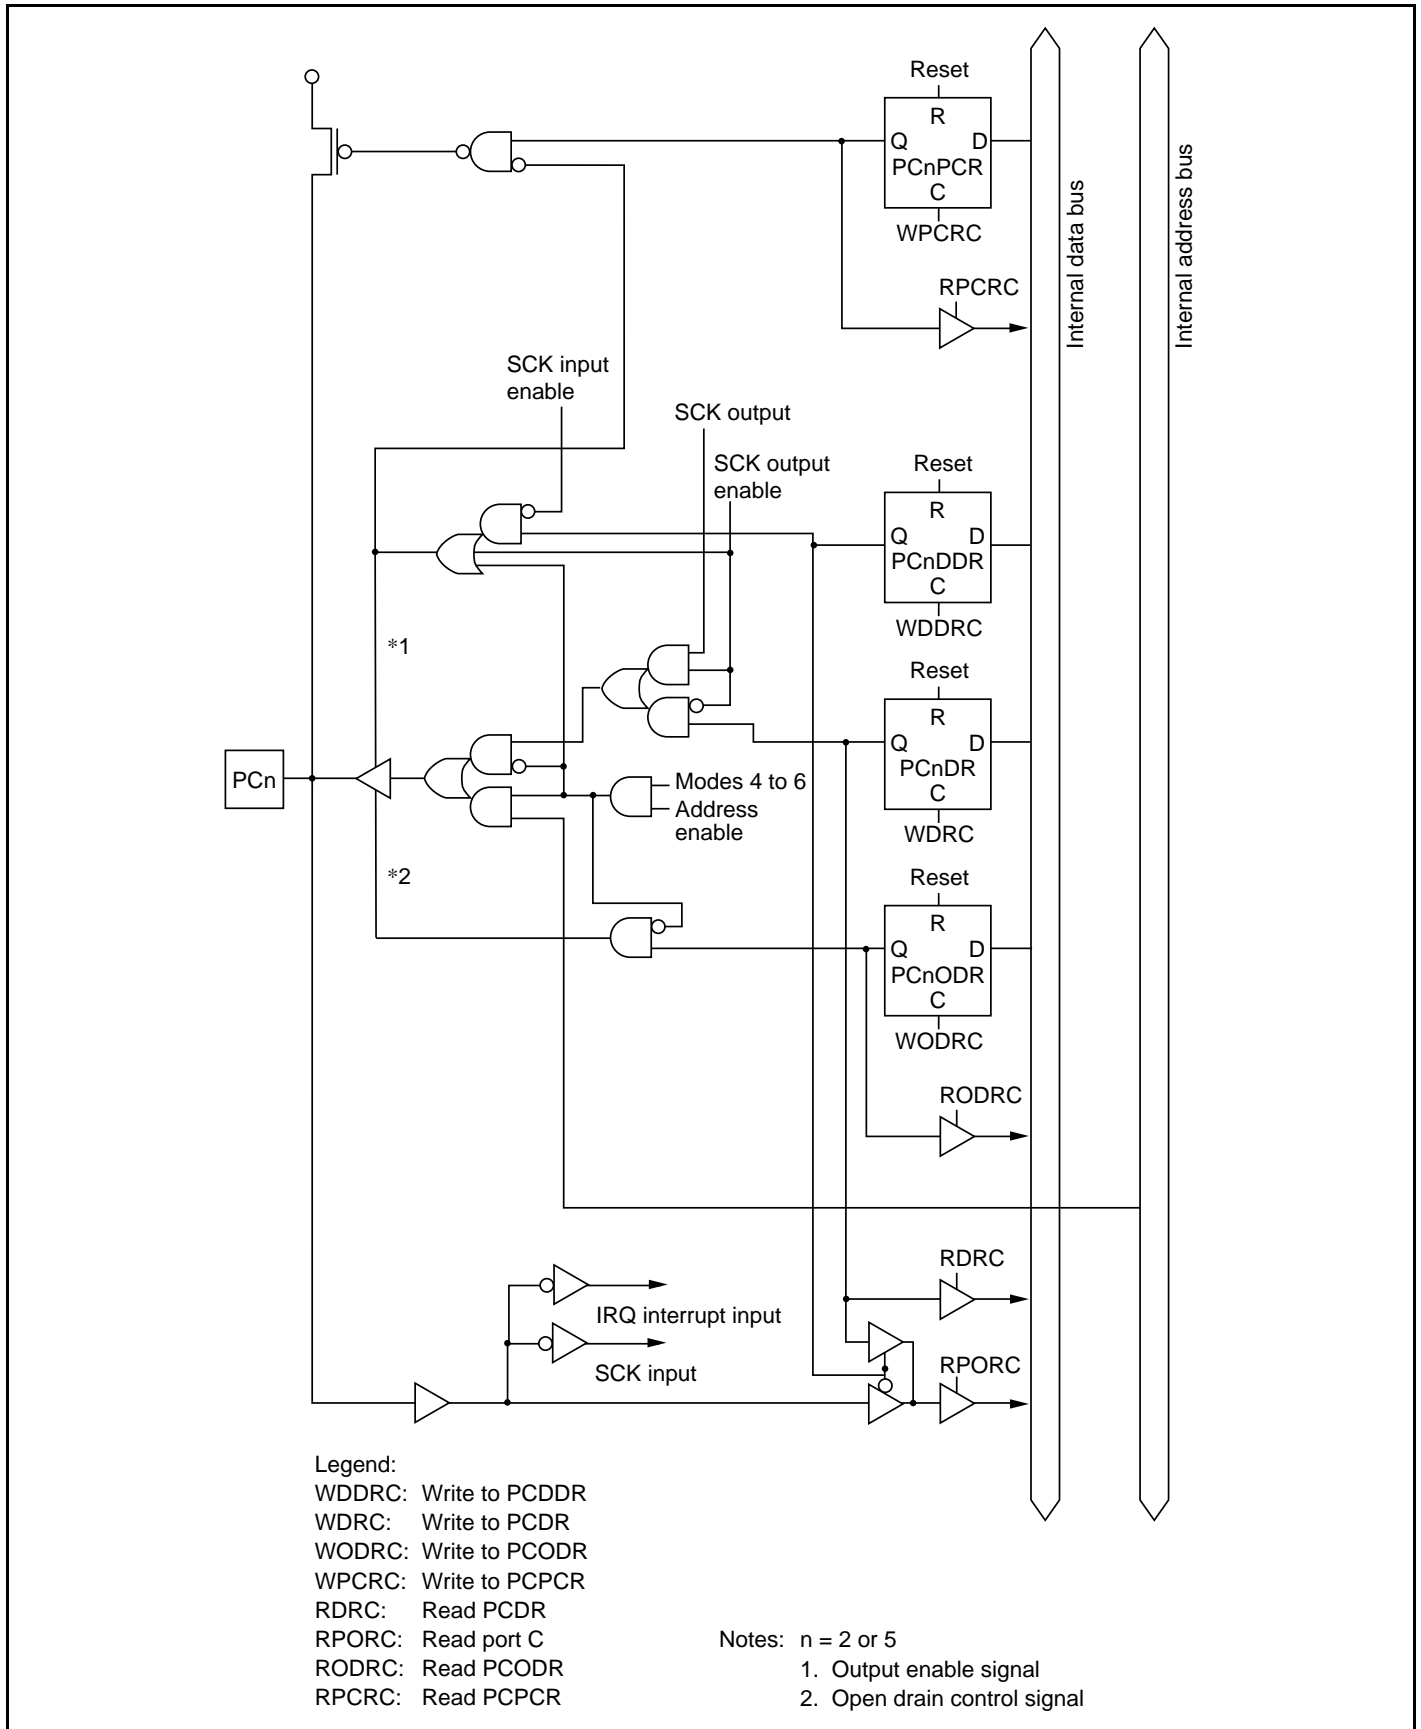 Reset
R
Q D
PCnPCR
C
WPCRC
RPCRC
Internal data bus
Internal address bus
SCK input
enable
SCK output
SCK output
enable
Reset
R
Q D
PCnDDR
C
WDDRC
*1
Reset
R
Q D
PCnDR
C
WDRC
PCn
Modes 4 to 6
Address
enable
*2
Reset
R
Q D
PCnODR
C
WODRC
RODRC
RDRC
IRQ interrupt input
SCK input
RPORC
Legend:
WDDRC: Write to PCDDR
WDRC: Write to PCDR
WODRC: Write to PCODR
WPCRC: Write to PCPCR
RDRC: Read PCDR
RPORC: Read port C
RODRC: Read PCODR
RPCRC: Read PCPCR
Notes: n = 2 or 5
1. Output enable signal
2. Open drain control signal